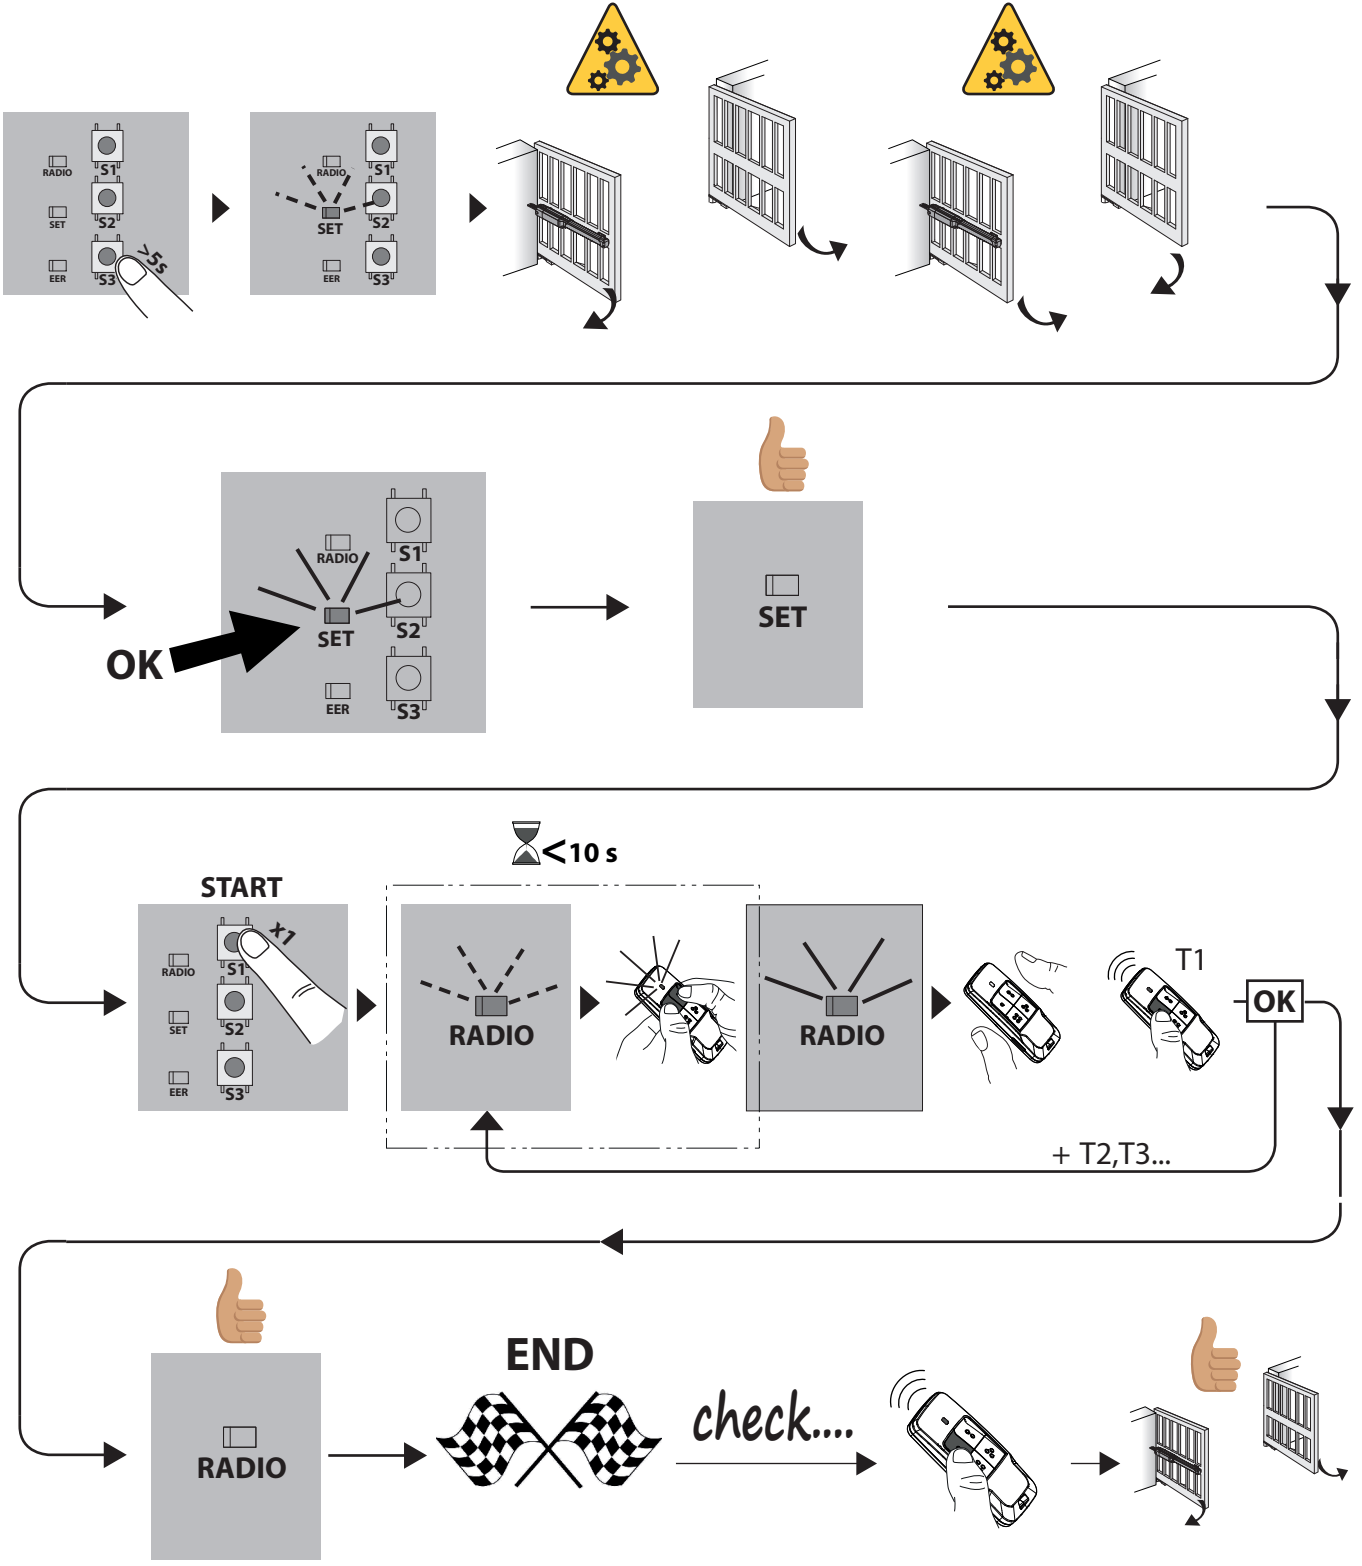 RADIO
S1
SET
S2
EER
S3
>5s
RADIO
S1
SET
S2
EER
S3
RADIO
S1
SET
S2
OK
EER
S3
SET
<10 s
START
x1
RADIO
S1
SET
S2
EER
S3
RADIO
RADIO
T1
OK
+ T2,T3...
RADIO
END
check....